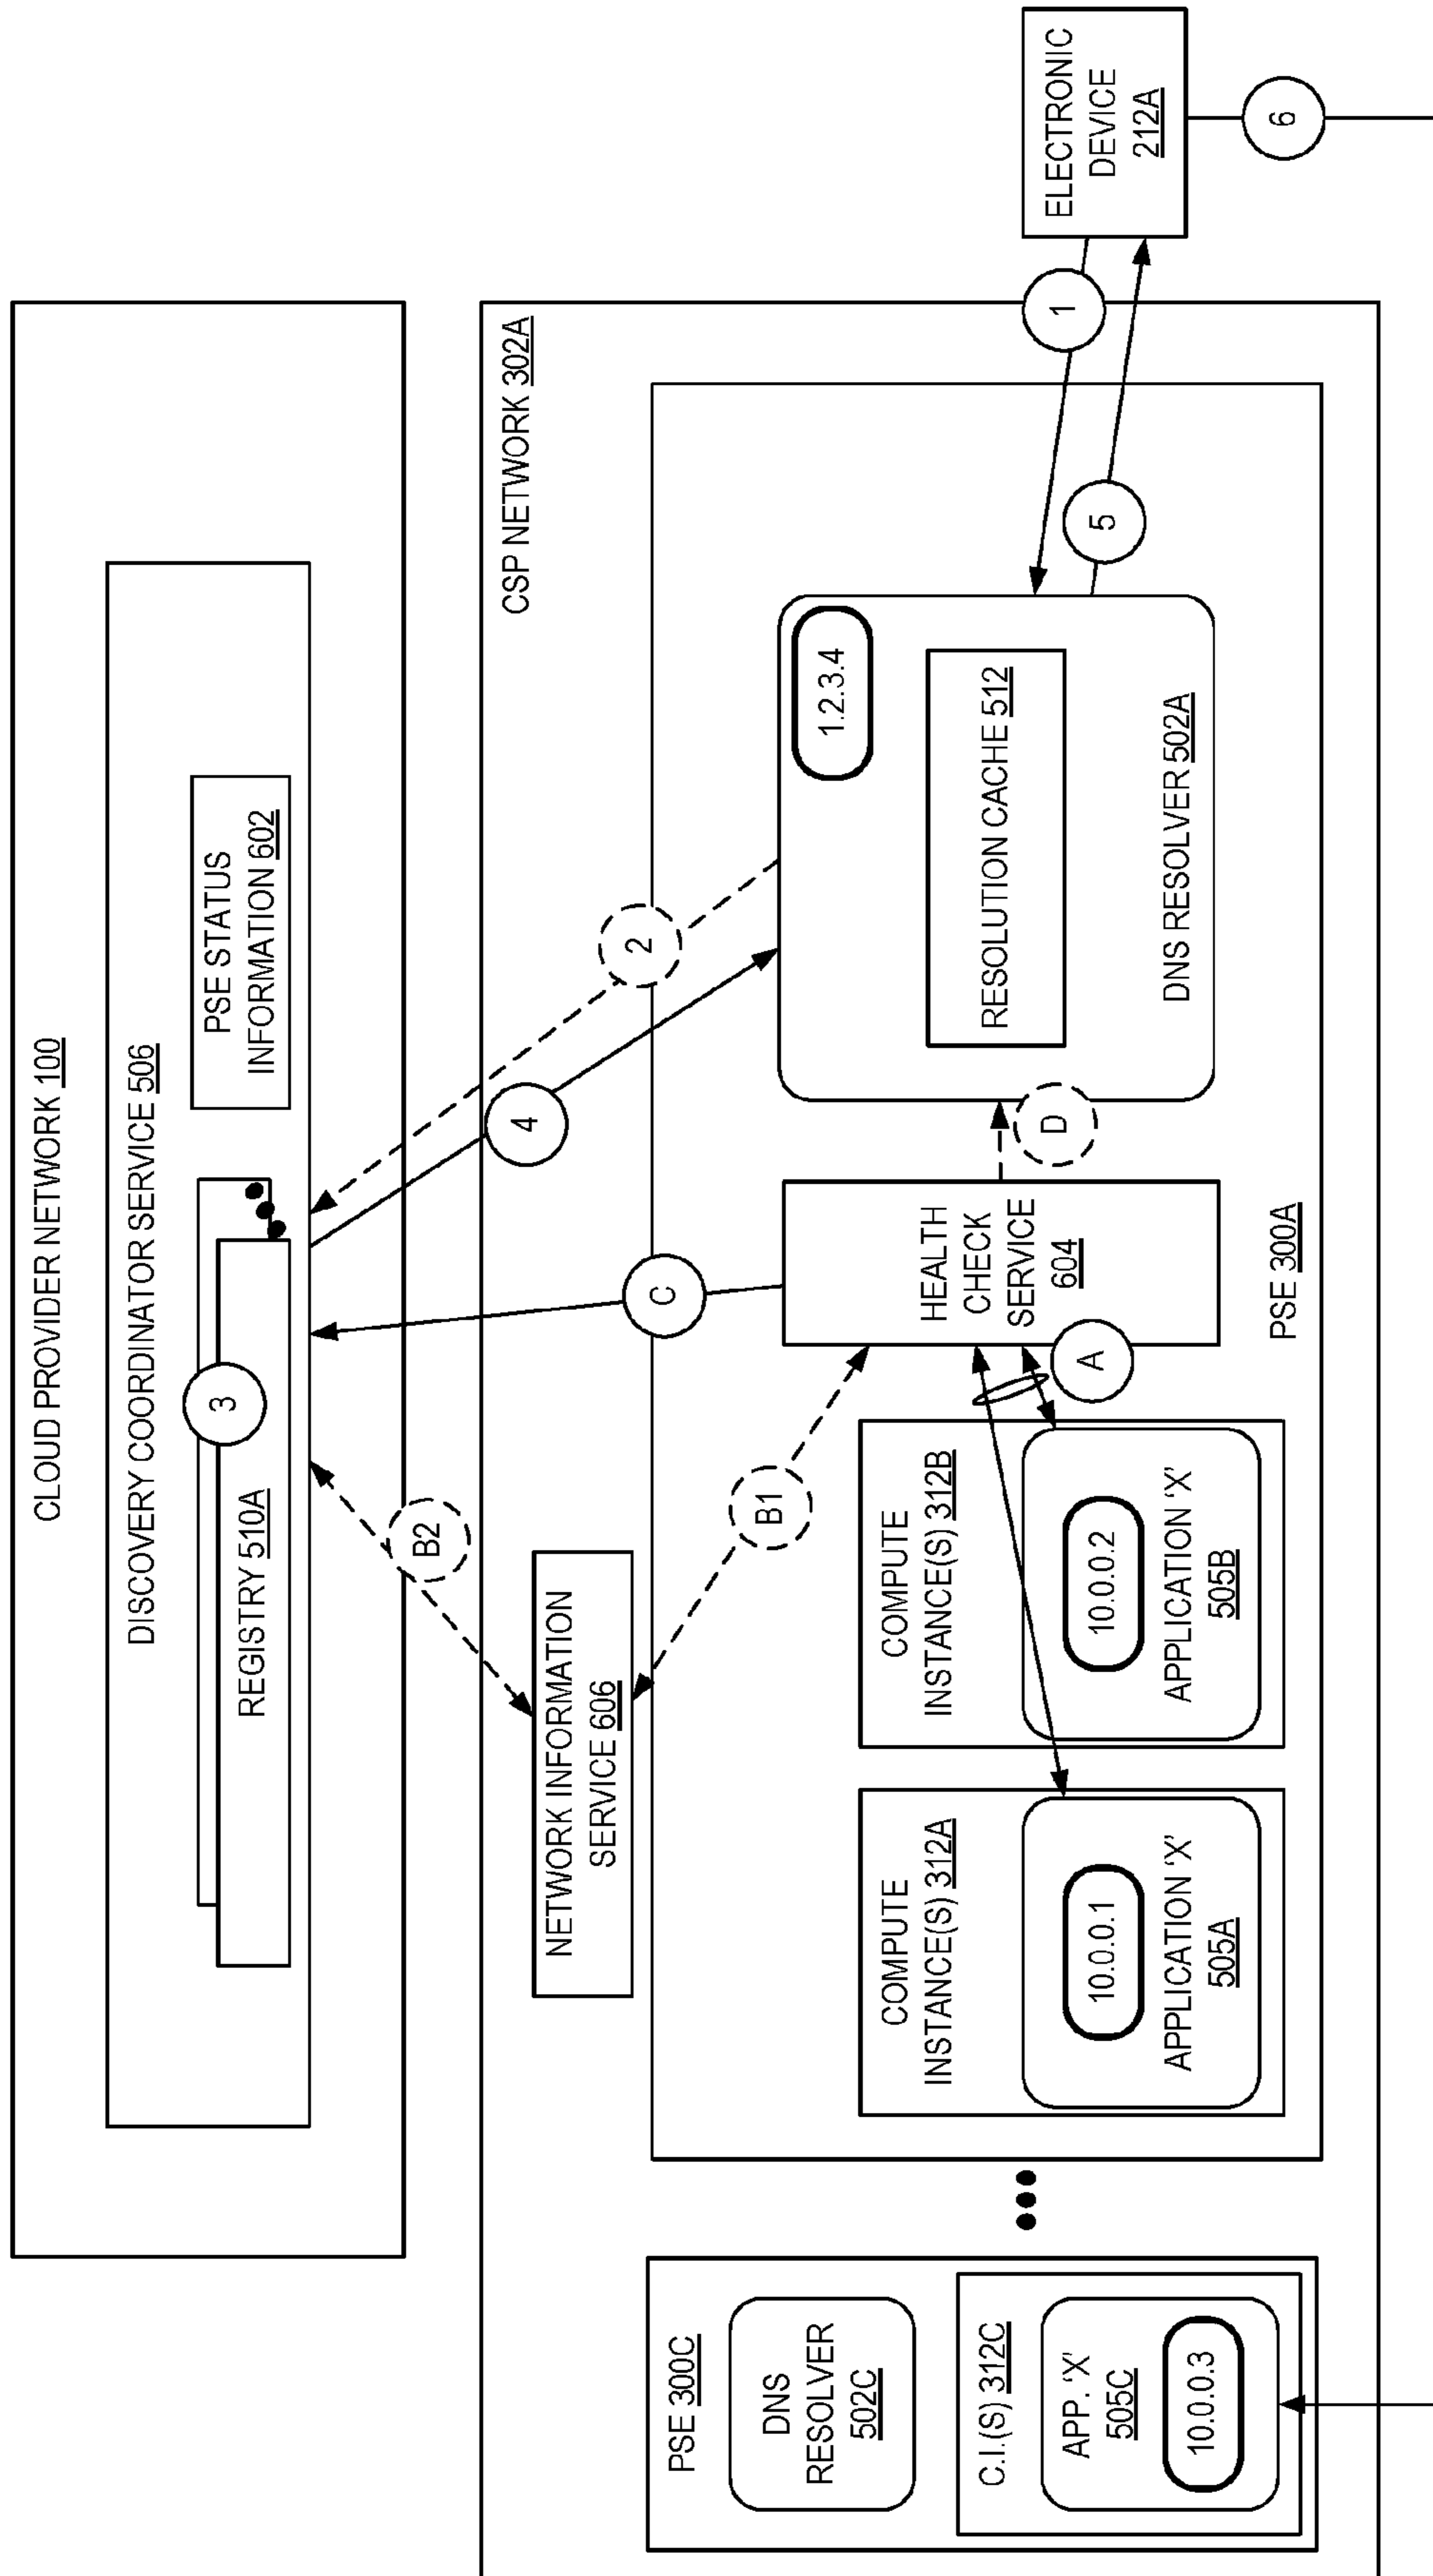 CLOUD PROVIDER NETWORK 100
DISCOVERY COORDINATOR SERVICE 506
REGISTRY 510A
3
PSE STATUS
INFORMATION 602
CSP NETWORK 302A
NETWORK INFORMATION
SERVICE 606
B2
B1
C
4
2
PSE 300C
DNS
RESOLVER
502C
C.I.(S) 312C
APP. ‘X’
505C
10.0.0.3
COMPUTE
INSTANCE(S) 312A
10.0.0.1
APPLICATION ‘X’
505A
COMPUTE
INSTANCE(S) 312B
10.0.0.2
APPLICATION ‘X’
505B
A
HEALTH
CHECK
SERVICE
604
D
1.2.3.4
RESOLUTION CACHE 512
DNS RESOLVER 502A
PSE 300A
1
5
ELECTRONIC
DEVICE
212A
6